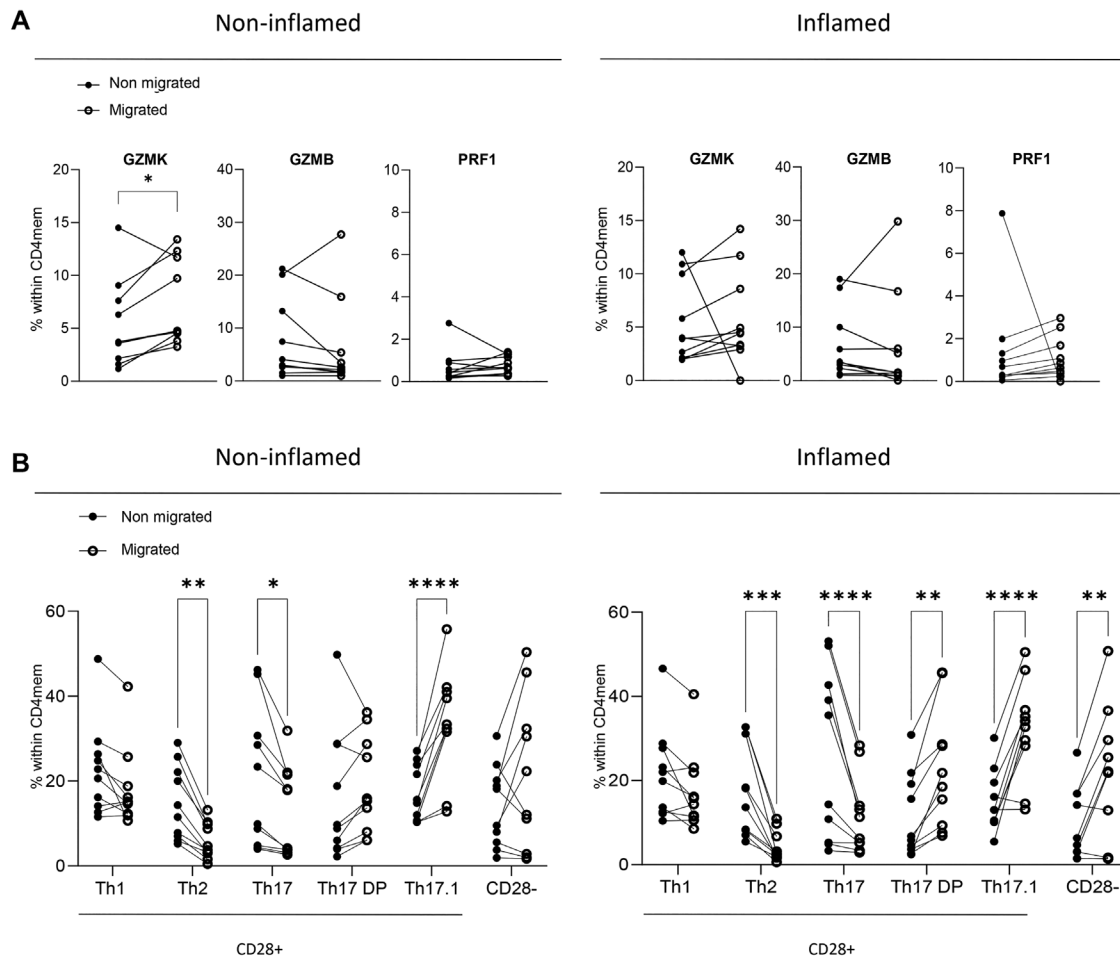 A
Non-inflamed
Inflamed
Non migrated
Migrated
GZMK
GZMB
PRF1
GZMK
GZMB
PRF1
*
% within CD4mem
20
15
10
5
0
40
30
20
10
0
10
8
6
4
2
0
% within CD4mem
20
15
10
5
0
40
30
20
10
0
10
8
6
4
2
0
B
Non-inflamed
Inflamed
Non migrated
Migrated
** * ****
*** **** ** **** **
% within CD4mem
60
40
20
0
Th1 Th2 Th17 Th17 DP Th17.1 CD28-
CD28+
% within CD4mem
60
40
20
0
Th1 Th2 Th17 Th17 DP Th17.1 CD28-
CD28+